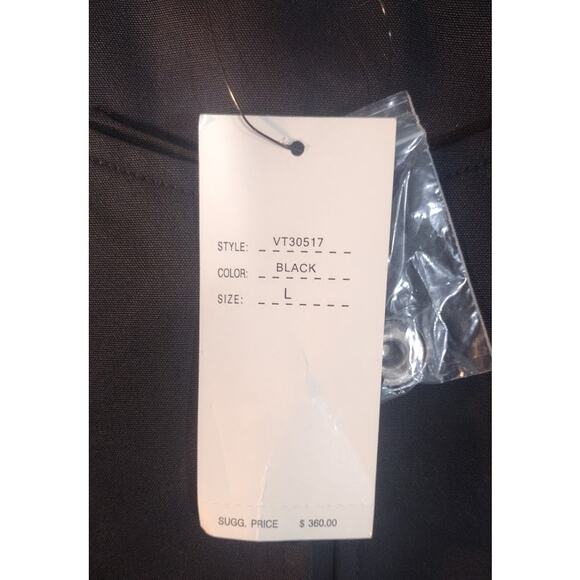 STYLE: VT30517
COLOR: BLACK
SIZE: L
SUGG. PRICE $ 360.00